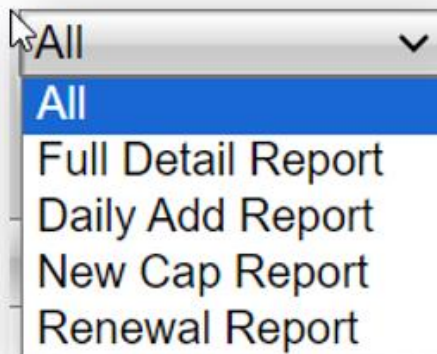 All
All
Full Detail Report
Daily Add Report
New Cap Report
Renewal Report